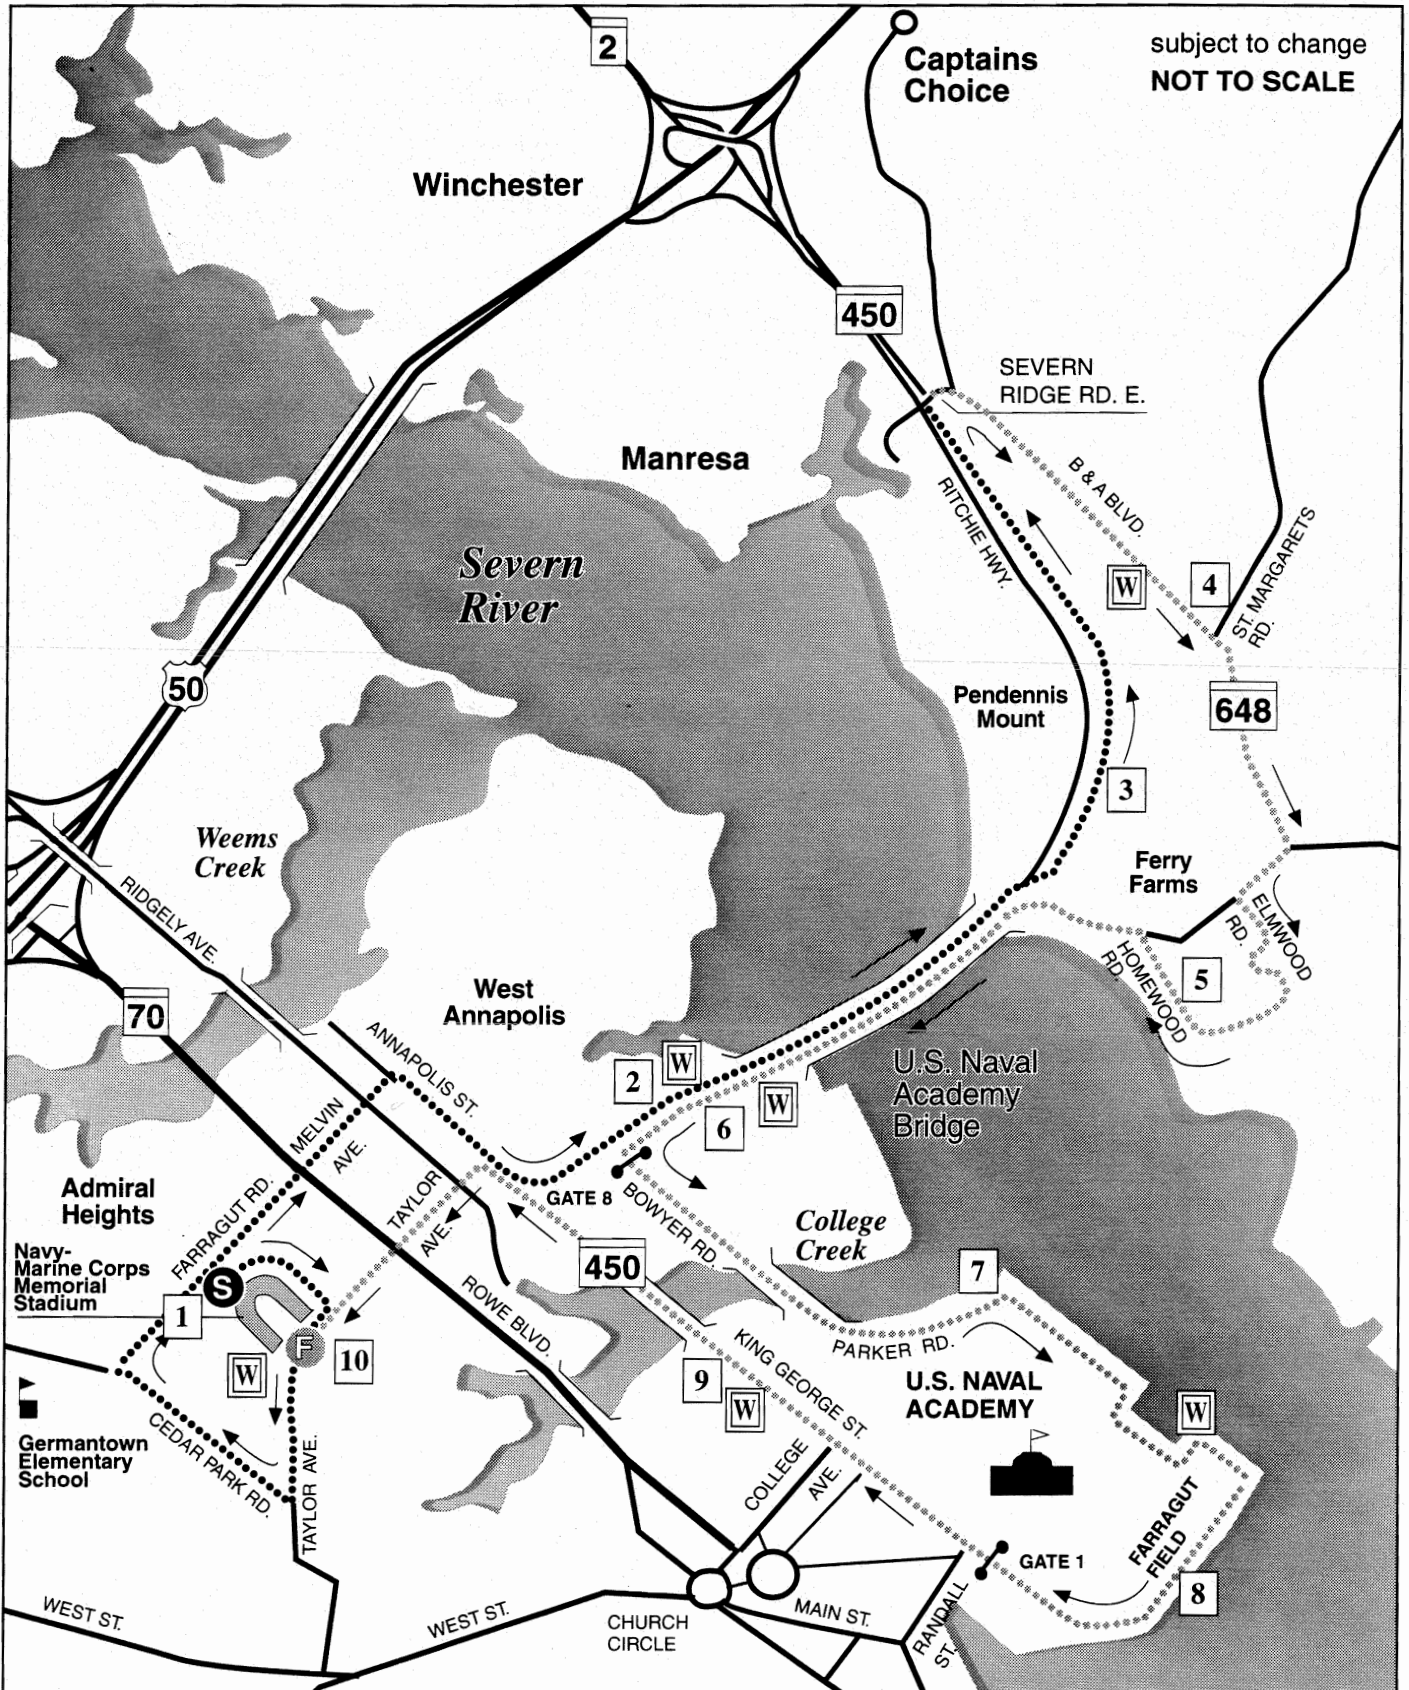 2
Captains
Choice
subject to change
NOT TO SCALE
Winchester
450
SEVERN
RIDGE RD. E.
Manresa
B & A BLVD.
RITCHIE HWY.
W
4
ST. MARGARETS
RD.
Severn
River
50
Pendennis
Mount
648
3
Weems
Creek
Ferry
Farms
RIDGELY AVE.
ELMWOOD
RD.
HOMEWOOD
RD.
5
West
Annapolis
70
ANNAPOLIS ST.
2
W
U.S. Naval
Academy
Bridge
W
6
MELVIN
AVE.
Admiral
Heights
FARRAGUT RD.
TAYLOR
AVE.
GATE 8
BOWYER RD.
College
Creek
Navy-
Marine Corps
Memorial
Stadium
S
1
450
7
ROWE BLVD.
F
10
W
KING GEORGE ST.
PARKER RD.
9
W
U.S. NAVAL
ACADEMY
W
CEDAR PARK RD.
Germantown
Elementary
School
TAYLOR AVE.
COLLEGE
AVE.
FARRAGUT
FIELD
GATE 1
8
WEST ST.
WEST ST.
CHURCH
CIRCLE
MAIN ST.
RANDALL
ST.